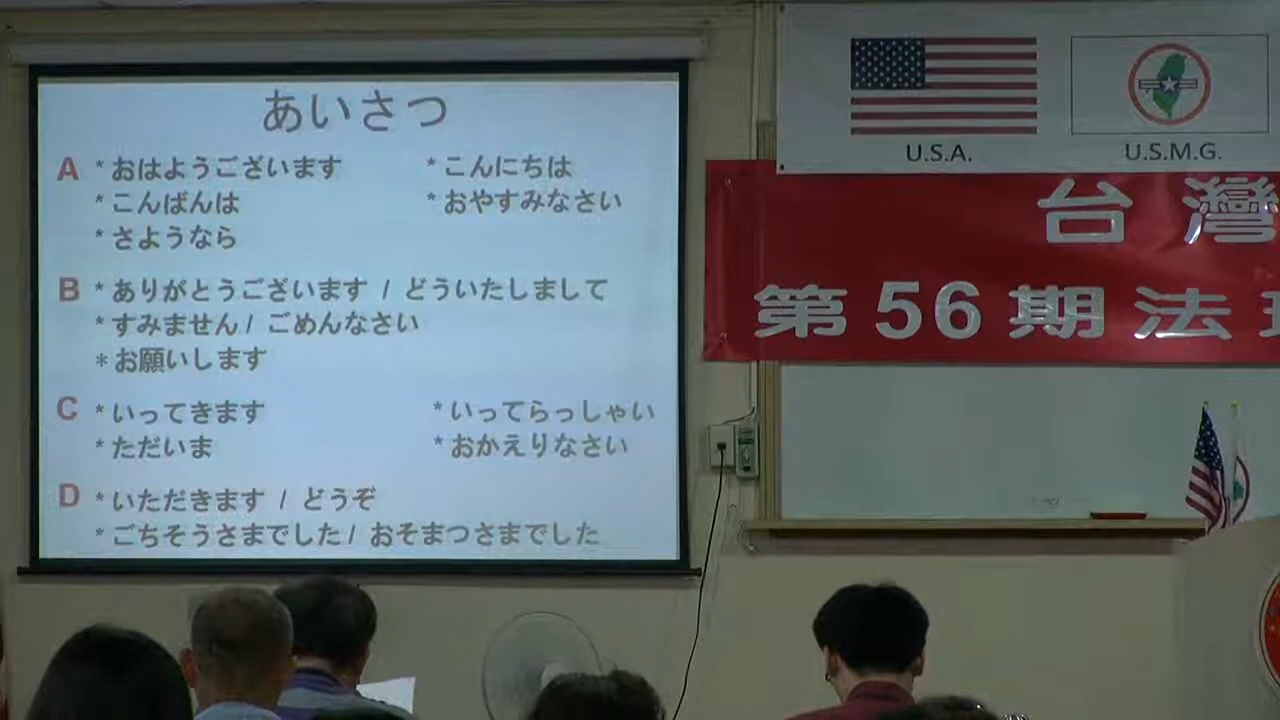 あいさつ
A *おはようございます *こんにちは
*こんばんは *おやすみなさい
*さようなら
B *ありがとうございます / どういたしまして
*すみません / ごめんなさい
*お願いします
C *いってきます *いってらっしゃい
*ただいま *おかえりなさい
D *いただきます / どうぞ
*ごちそうさまでした / おそまつさまでした
U.S.A. U.S.M.G.
台灣
第56期法